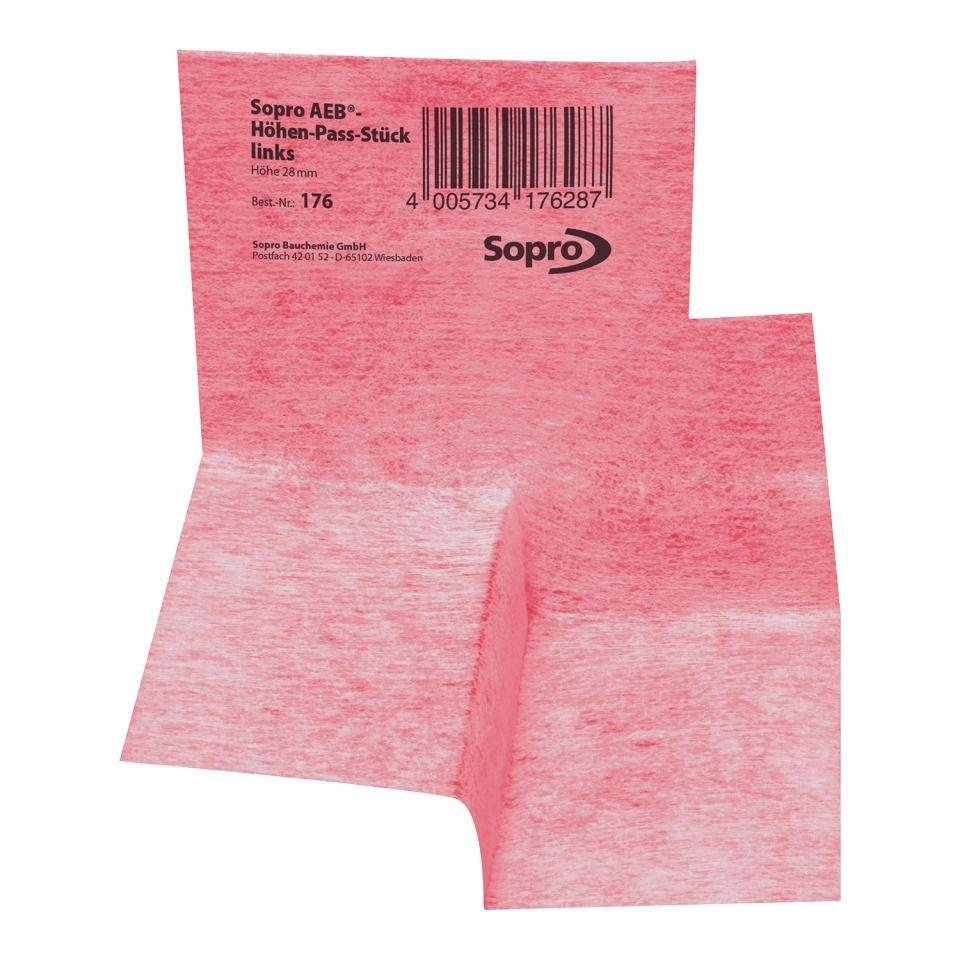 Sopro AEB®-
Höhen-Pass-Stück
links
Höhe 28 mm
Best.-Nr.: 176
4 005734 176287
Sopro Bauchemie GmbH
Postfach 42 01 52 · D-65102 Wiesbaden
Sopro